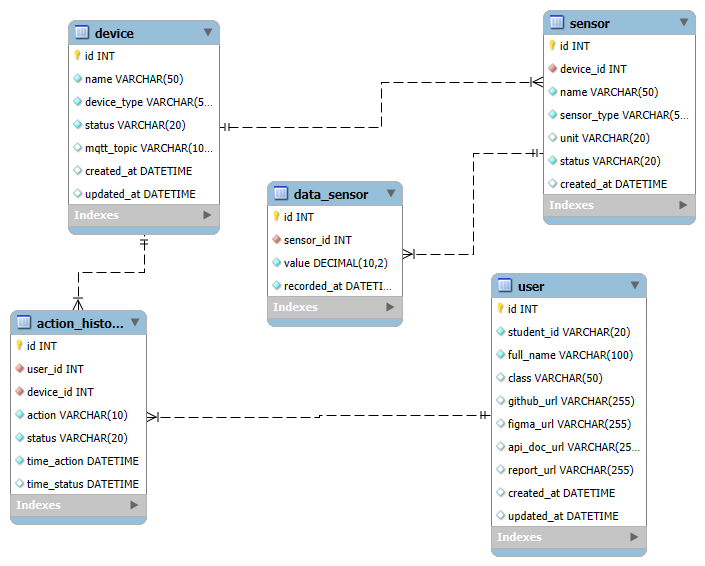 device
id INT
name VARCHAR(50)
device_type VARCHAR(5...
status VARCHAR(20)
mqtt_topic VARCHAR(10...
created_at DATETIME
updated_at DATETIME
Indexes
sensor
id INT
device_id INT
name VARCHAR(50)
sensor_type VARCHAR(5...
unit VARCHAR(20)
status VARCHAR(20)
created_at DATETIME
Indexes
data_sensor
id INT
sensor_id INT
value DECIMAL(10,2)
recorded_at DATETI...
Indexes
action_histo...
id INT
user_id INT
device_id INT
action VARCHAR(10)
status VARCHAR(20)
time_action DATETIME
time_status DATETIME
Indexes
user
id INT
student_id VARCHAR(20)
full_name VARCHAR(100)
class VARCHAR(50)
github_url VARCHAR(255)
figma_url VARCHAR(255)
api_doc_url VARCHAR(25...
report_url VARCHAR(255)
created_at DATETIME
updated_at DATETIME
Indexes